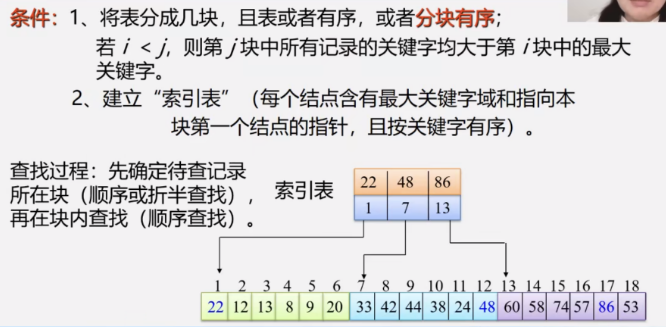 条件：1、将表分成几块，且表或者有序，或者分块有序；
若 i < j，则第 j 块中所有记录的关键字均大于第 i 块中的最大
关键字。
2、建立“索引表”（每个结点含有最大关键字域和指向本
块第一个结点的指针，且按关键字有序）。
查找过程：先确定待查记录
所在块（顺序或折半查找），
再在块内查找（顺序查找）。
索引表
22 48 86
1 7 13
1 2 3 4 5 6 7 8 9 10 11 12 13 14 15 16 17 18
22 12 13 8 9 20 33 42 44 38 24 48 60 58 74 57 86 53